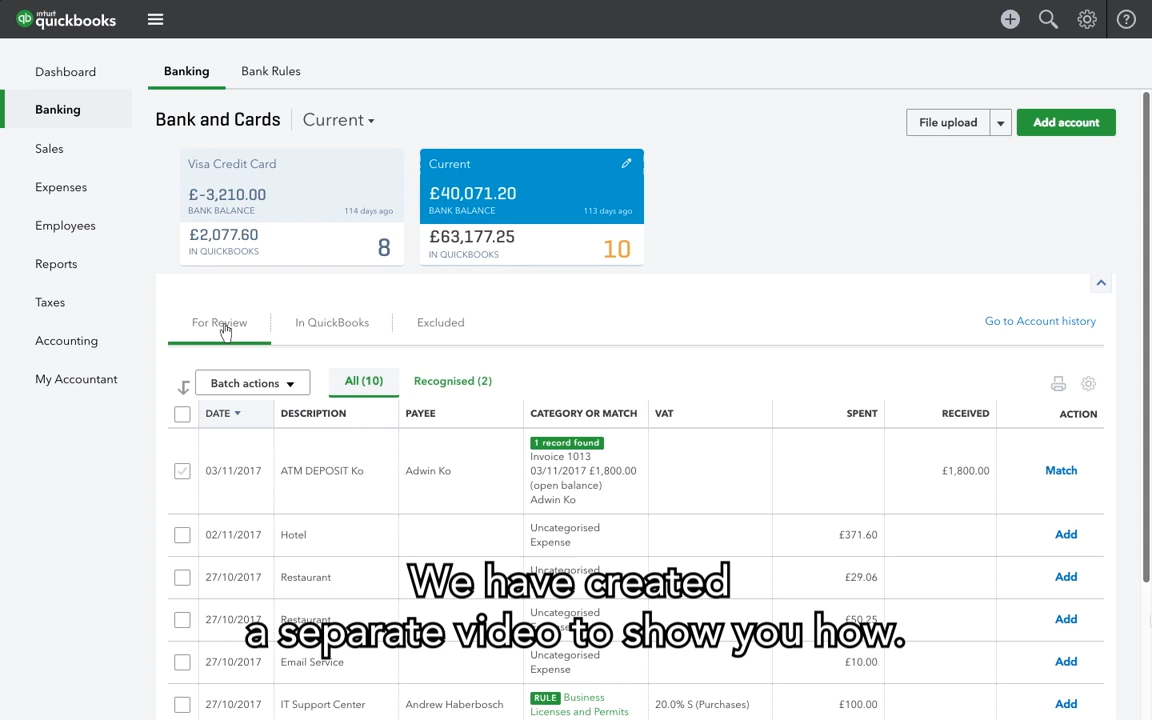 intuit
quickbooks
Dashboard
Banking
Sales
Expenses
Employees
Reports
Taxes
Accounting
My Accountant
Banking Bank Rules
Bank and Cards Current
File upload Add account
Visa Credit Card
£-3,210.00
BANK BALANCE 114 days ago
£2,077.60
IN QUICKBOOKS 8
Current
£40,071.20
BANK BALANCE 113 days ago
£63,177.25
IN QUICKBOOKS 10
For Review In QuickBooks Excluded Go to Account history
Batch actions All (10) Recognised (2)
DATE DESCRIPTION PAYEE CATEGORY OR MATCH VAT SPENT RECEIVED ACTION
03/11/2017 ATM DEPOSIT Ko Adwin Ko 1 record found £1,800.00 Match
Invoice 1013
03/11/2017 £1,800.00
(open balance)
Adwin Ko
02/11/2017 Hotel Uncategorised £371.60 Add
Expense
27/10/2017 Restaurant Uncategorised £29.06 Add
27/10/2017 Restaurant Uncategorised £50.25 Add
27/10/2017 Email Service Uncategorised £10.00 Add
Expense
27/10/2017 IT Support Center Andrew Haberbosch RULE Business 20.0% S (Purchases) £100.00 Add
Licenses and Permits
We have created
a separate video to show you how.